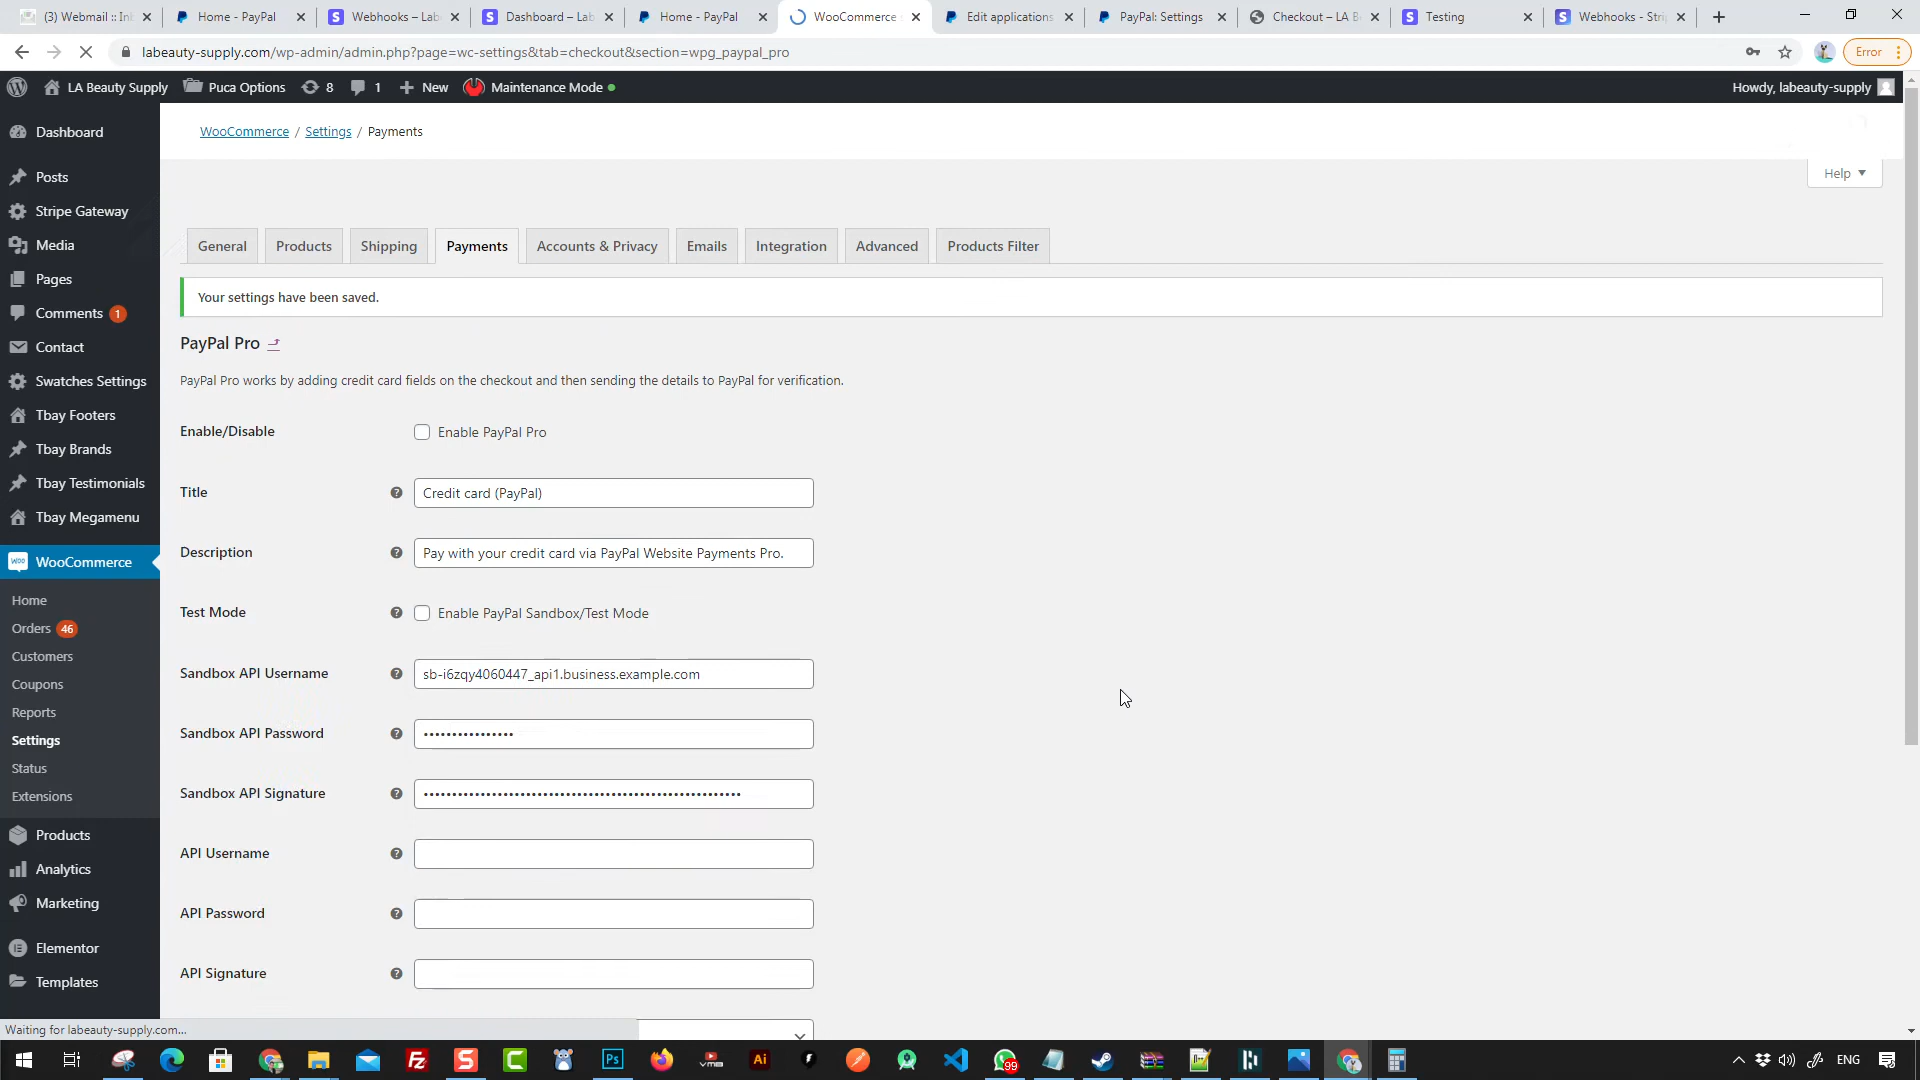 (3) Webmail :: In
Home - PayPal
Webhooks – Lab
Dashboard – Lab
Home - PayPal
WooCommerce
Edit applications
PayPal: Settings
Checkout – LA B
Testing
Webhooks - Stri
labeauty-supply.com/wp-admin/admin.php?page=wc-settings&tab=checkout&section=wpg_paypal_pro
Error
LA Beauty Supply
Puca Options
8
1
New
Maintenance Mode
Howdy, labeauty-supply
Dashboard
Posts
Stripe Gateway
Media
Pages
Comments 1
Contact
Swatches Settings
Tbay Footers
Tbay Brands
Tbay Testimonials
Tbay Megamenu
woo WooCommerce
Home
Orders 46
Customers
Coupons
Reports
Settings
Status
Extensions
Products
Analytics
Marketing
Elementor
Templates
WooCommerce / Settings / Payments
Help ▼
General
Products
Shipping
Payments
Accounts & Privacy
Emails
Integration
Advanced
Products Filter
Your settings have been saved.
PayPal Pro
PayPal Pro works by adding credit card fields on the checkout and then sending the details to PayPal for verification.
Enable/Disable
Enable PayPal Pro
Title
Credit card (PayPal)
Description
Pay with your credit card via PayPal Website Payments Pro.
Test Mode
Enable PayPal Sandbox/Test Mode
Sandbox API Username
sb-i6zqy4060447_api1.business.example.com
Sandbox API Password
Sandbox API Signature
API Username
API Password
API Signature
Waiting for labeauty-supply.com...
Fz
S
C
Ps
Ai
99
ENG